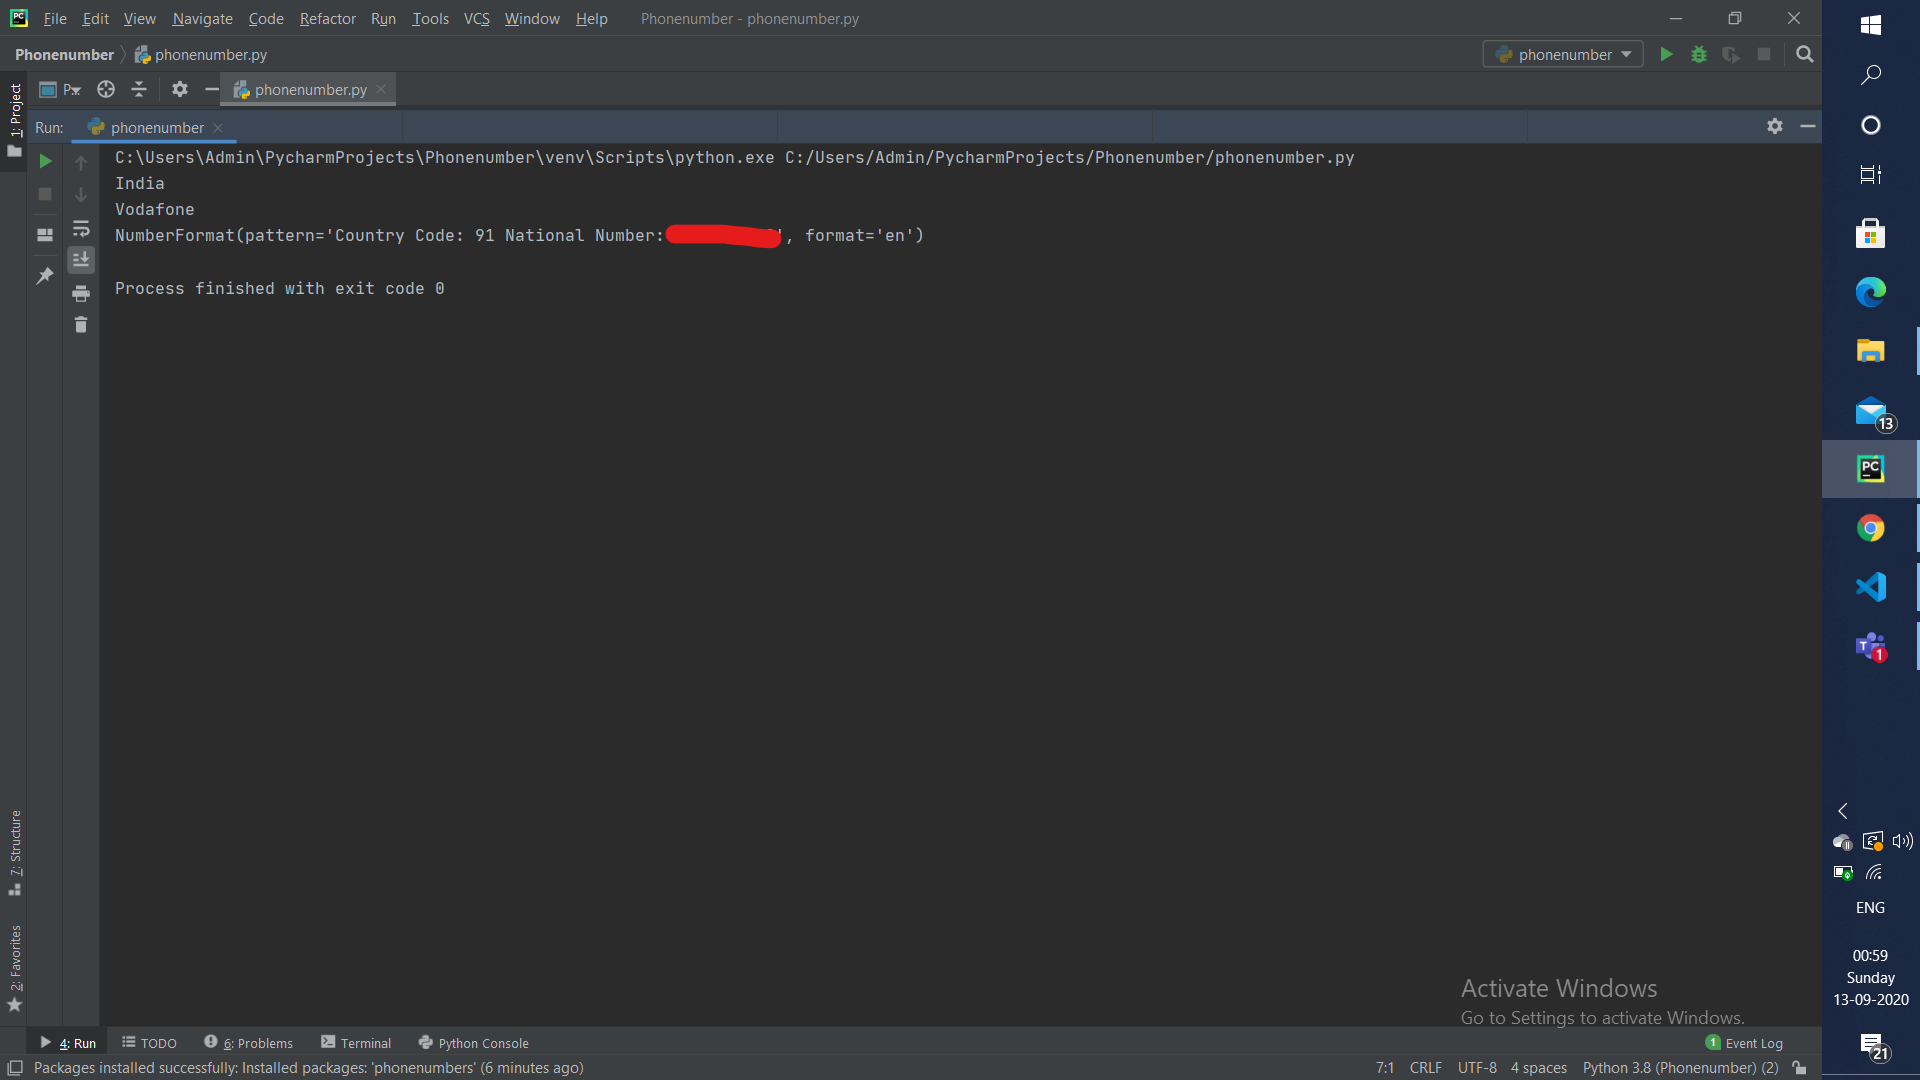 PC File Edit View Navigate Code Refactor Run Tools VCS Window Help Phonenumber - phonenumber.py
Phonenumber phonenumber.py phonenumber
1: Project
P phonenumber.py
Run: phonenumber
C:\Users\Admin\PycharmProjects\Phonenumber\venv\Scripts\python.exe C:/Users/Admin/PycharmProjects/Phonenumber/phonenumber.py
India
Vodafone
NumberFormat(pattern='Country Code: 91 National Number: ', format='en')
Process finished with exit code 0
7: Structure
2: Favorites
13
PC
T 1
ENG
00:59
Sunday
13-09-2020
21
Activate Windows
Go to Settings to activate Windows.
4: Run TODO 6: Problems Terminal Python Console 1 Event Log
Packages installed successfully: Installed packages: 'phonenumbers' (6 minutes ago) 7:1 CRLF UTF-8 4 spaces Python 3.8 (Phonenumber) (2)